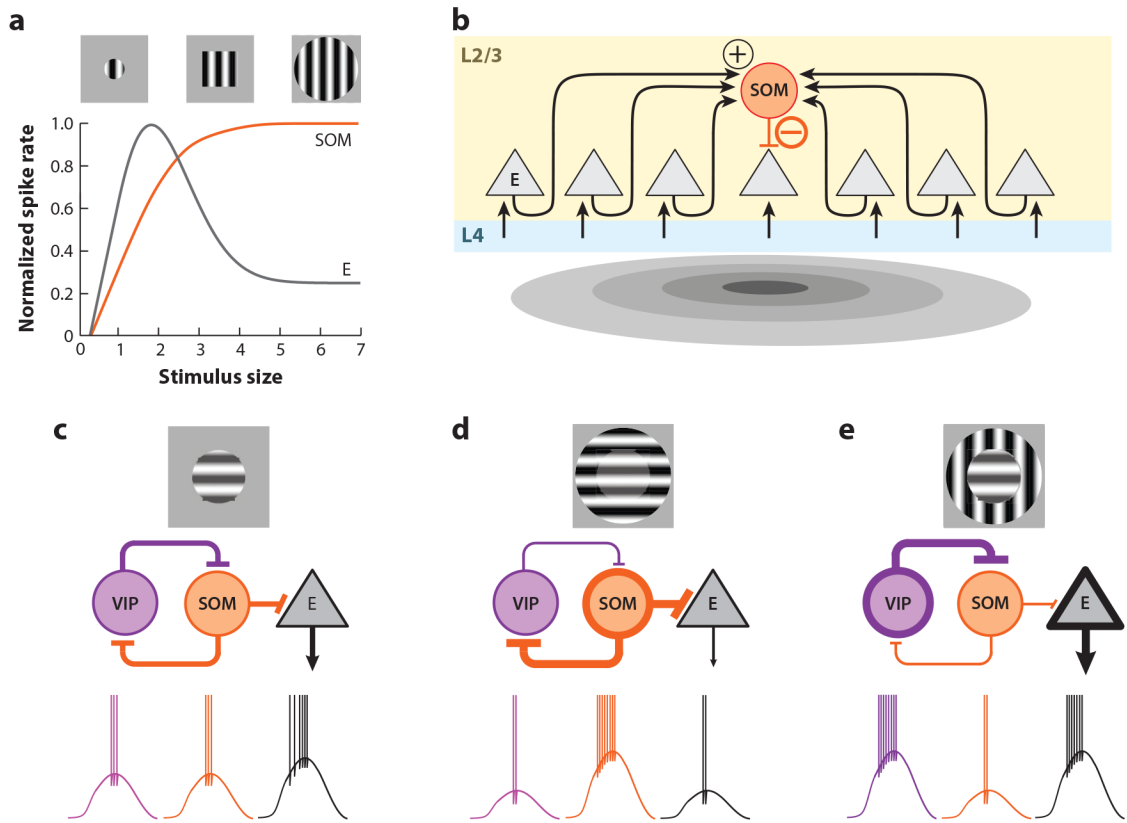 a
1.0
0.8
0.6
0.4
0.2
0
0 1 2 3 4 5 6 7
Normalized spike rate
Stimulus size
SOM
E
b
L2/3
+
SOM
−
E
L4
c
VIP SOM E
d
VIP SOM E
e
VIP SOM E